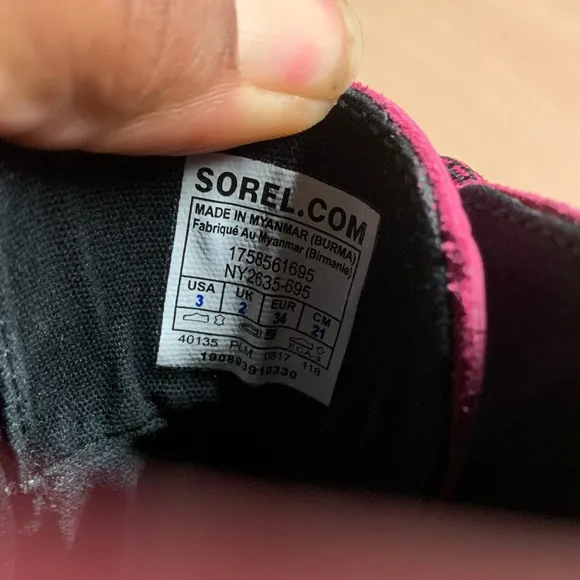 SOREL.COM
MADE IN MYANMAR (BURMA)
Fabriqué Au Myanmar (Birmanie)
1758561695
NY2635-695
USA UK EUR CM
3 2 34 21
40135 PLM 0817 118
190893910330